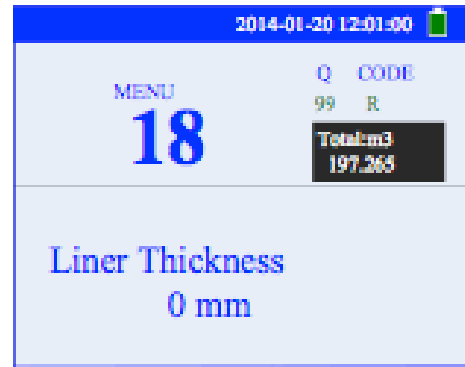 2014-01-20 12:01:00
MENU
18
Q CODE
99 R
Total:m3
197.265
Liner Thickness
0 mm